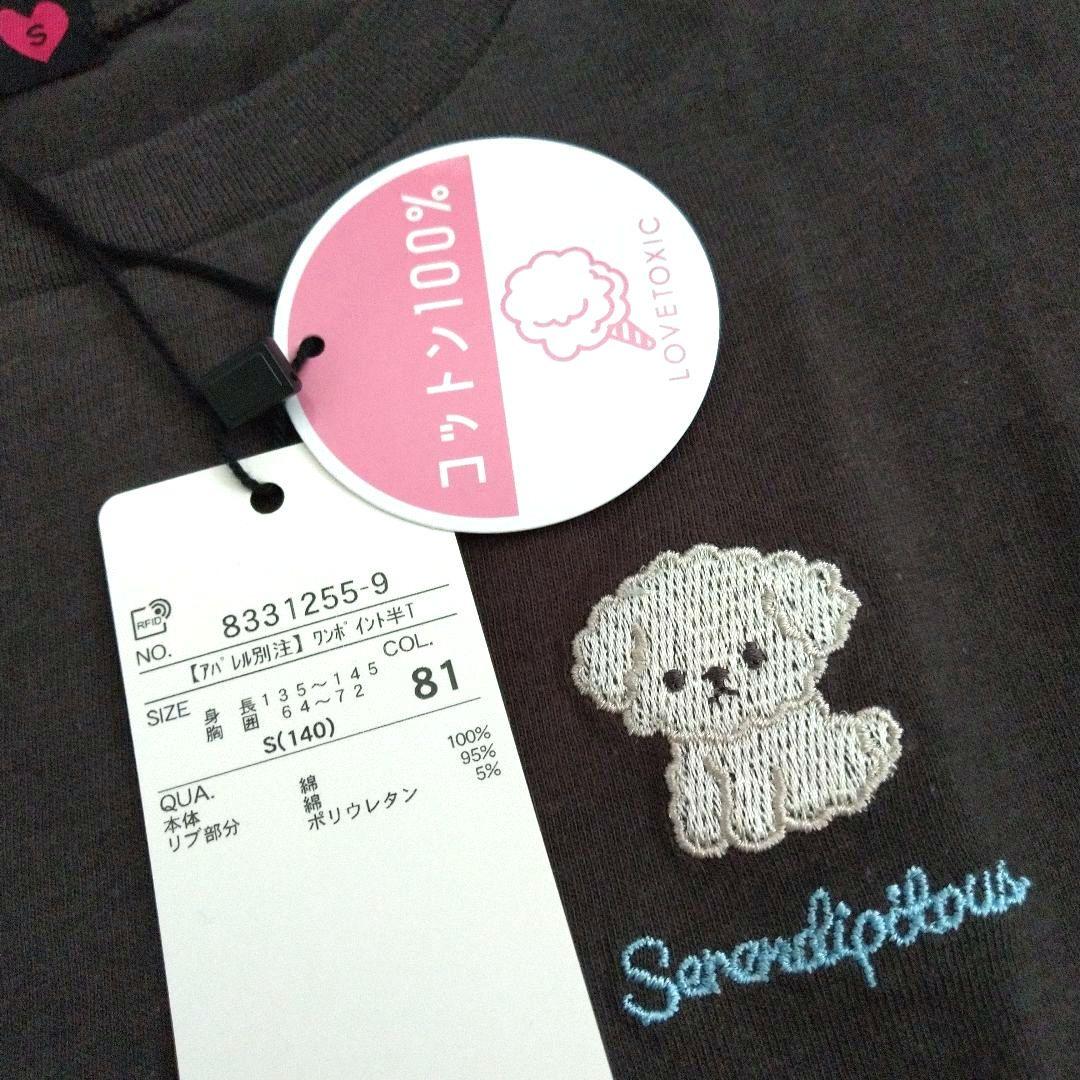 S
コットン100%
LOVETOXIC
RFID
NO. 8331255-9
【ｱﾊﾟﾚﾙ別注】ﾜﾝﾎﾟｲﾝﾄ半T
SIZE
身長135～145
胸囲 64～72
S(140)
COL.
81
QUA.
本体 綿 100%
リブ部分 綿 95%
ポリウレタン 5%
Serendipitous